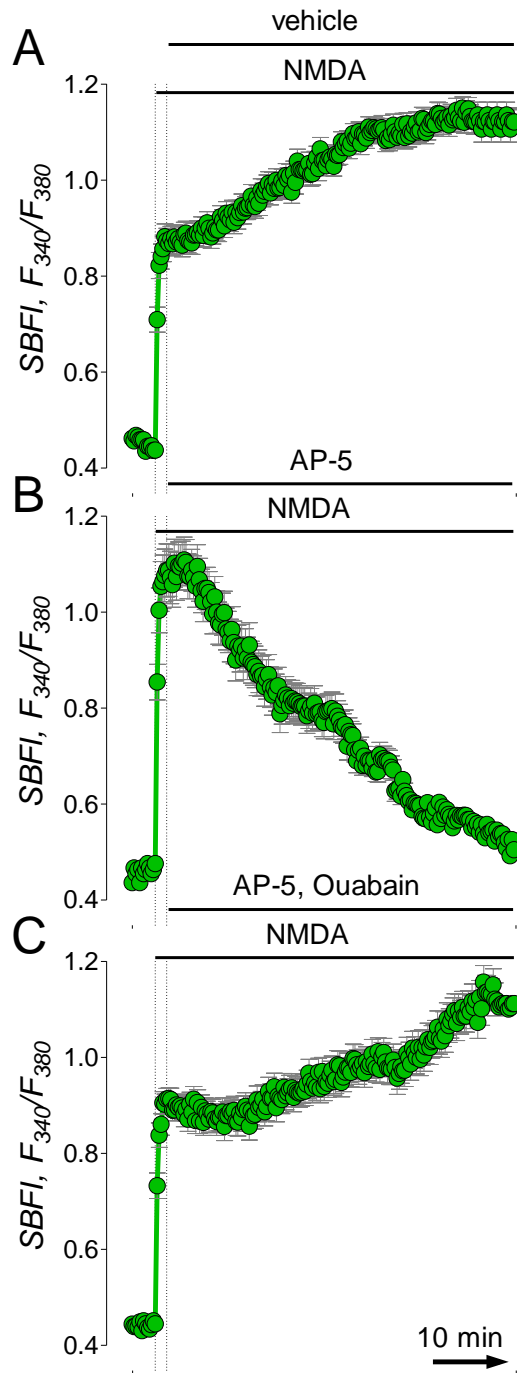 A
vehicle
NMDA
SBFI, F340/F380
1.2
1.0
0.8
0.6
0.4
B
AP-5
NMDA
SBFI, F340/F380
1.2
1.0
0.8
0.6
0.4
C
AP-5, Ouabain
NMDA
SBFI, F340/F380
1.2
1.0
0.8
0.6
0.4
10 min